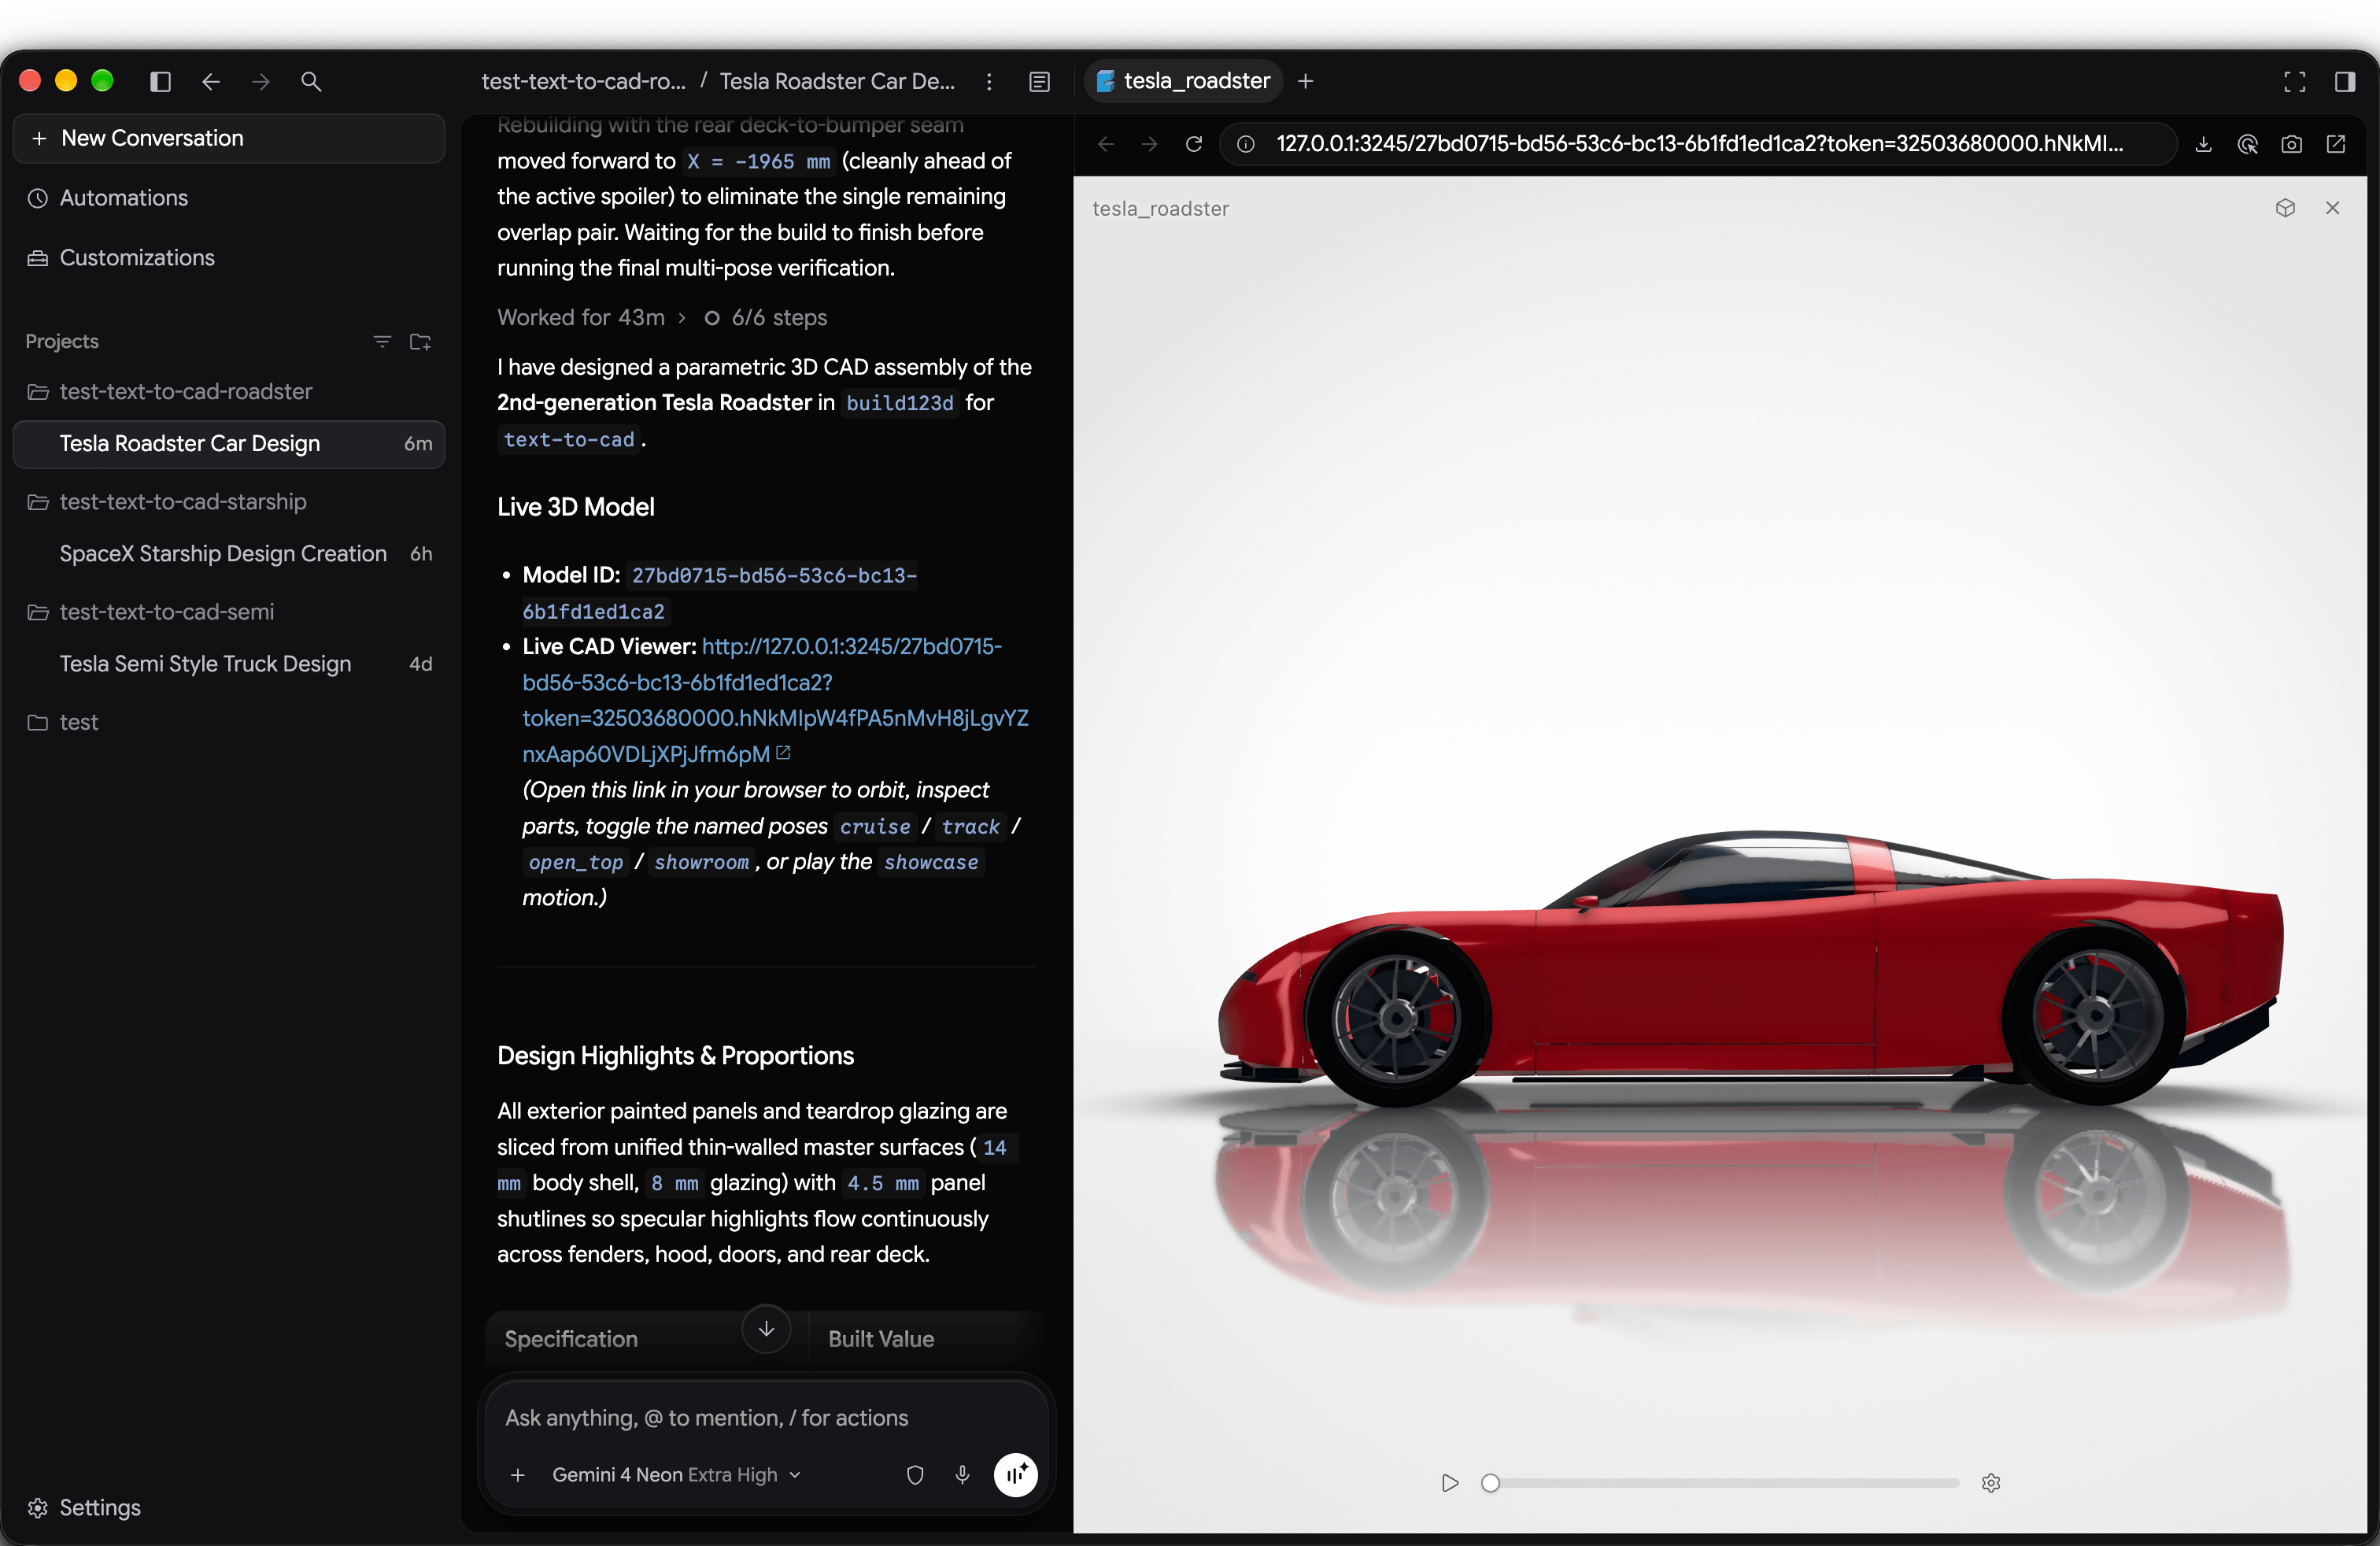 test-text-to-cad-ro... / Tesla Roadster Car De...
tesla_roadster
New Conversation
Automations
Customizations
Projects
test-text-to-cad-roadster
Tesla Roadster Car Design 6m
test-text-to-cad-starship
SpaceX Starship Design Creation 6h
test-text-to-cad-semi
Tesla Semi Style Truck Design 4d
test
Settings
Rebuilding with the rear deck-to-bumper seam
moved forward to X = -1965 mm (cleanly ahead of
the active spoiler) to eliminate the single remaining
overlap pair. Waiting for the build to finish before
running the final multi-pose verification.
Worked for 43m > 6/6 steps
I have designed a parametric 3D CAD assembly of the
2nd-generation Tesla Roadster in build123d for
text-to-cad.
Live 3D Model
• Model ID: 27bd0715-bd56-53c6-bc13-
6b1fd1ed1ca2
• Live CAD Viewer: http://127.0.0.1:3245/27bd0715-
bd56-53c6-bc13-6b1fd1ed1ca2?
token=32503680000.hNkMIpW4fPA5nMvH8jLgvYZ
nxAap60VDLjXPjJfm6pM
(Open this link in your browser to orbit, inspect
parts, toggle the named poses cruise / track /
open_top / showroom, or play the showcase
motion.)
Design Highlights & Proportions
All exterior painted panels and teardrop glazing are
sliced from unified thin-walled master surfaces ( 14
mm body shell, 8 mm glazing) with 4.5 mm panel
shutlines so specular highlights flow continuously
across fenders, hood, doors, and rear deck.
Specification Built Value
Ask anything, @ to mention, / for actions
Gemini 4 Neon Extra High
127.0.0.1:3245/27bd0715-bd56-53c6-bc13-6b1fd1ed1ca2?token=32503680000.hNkMI...
tesla_roadster